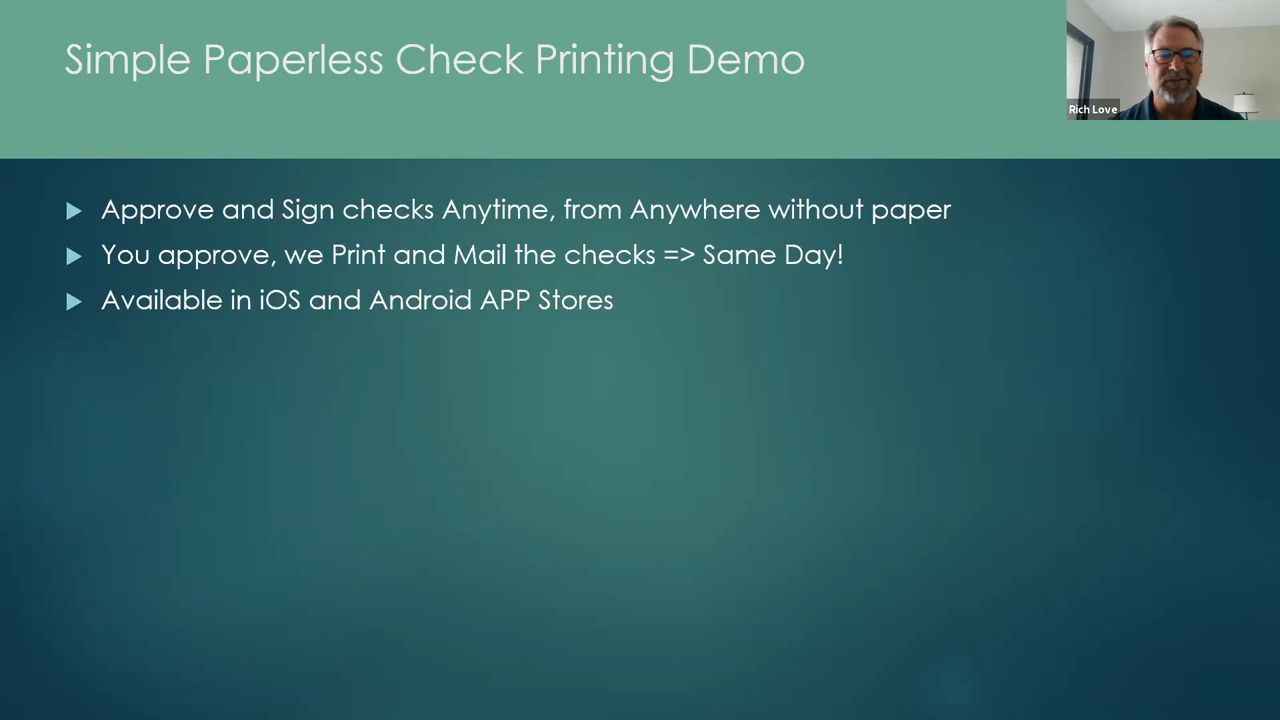 Simple Paperless Check Printing Demo
Rich Love
Approve and Sign checks Anytime, from Anywhere without paper
You approve, we Print and Mail the checks => Same Day!
Available in iOS and Android APP Stores